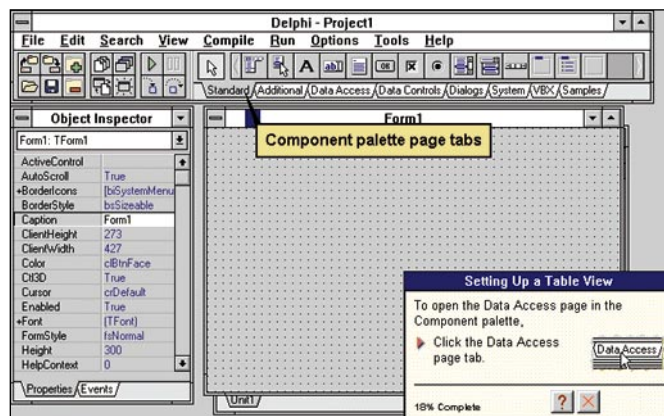 Delphi - Project1
File Edit Search View Compile Run Options Tools Help
Standard Additional Data Access Data Controls Dialogs System VBX Samples
Object Inspector
Form1: TForm1
ActiveControl
AutoScroll True
+BorderIcons [biSystemMenu
BorderStyle bsSizeable
Caption Form1
ClientHeight 273
ClientWidth 427
Color clBtnFace
Ctl3D True
Cursor crDefault
Enabled True
+Font (TFont)
FormStyle fsNormal
Height 300
HelpContext 0
Properties Events
Form1
Component palette page tabs
Unit1
Setting Up a Table View
To open the Data Access page in the
Component palette,
Click the Data Access
page tab.
Data Access
18% Complete
?